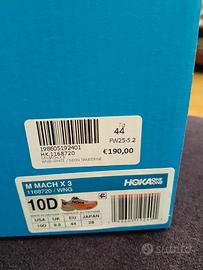 198605192401
HK.1168720
Tg
44
FW25-5.2
€190,00
M MACH X 3
1168720 / WNG
HOKA ONE ONE
10D
USA UK EU JAPAN
10D 9.5 44 28
subito